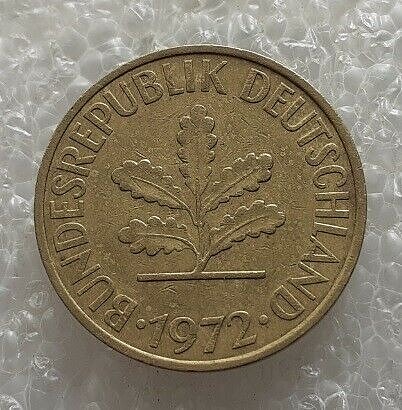 BUNDESREPUBLIK DEUTSCHLAND
·1972·